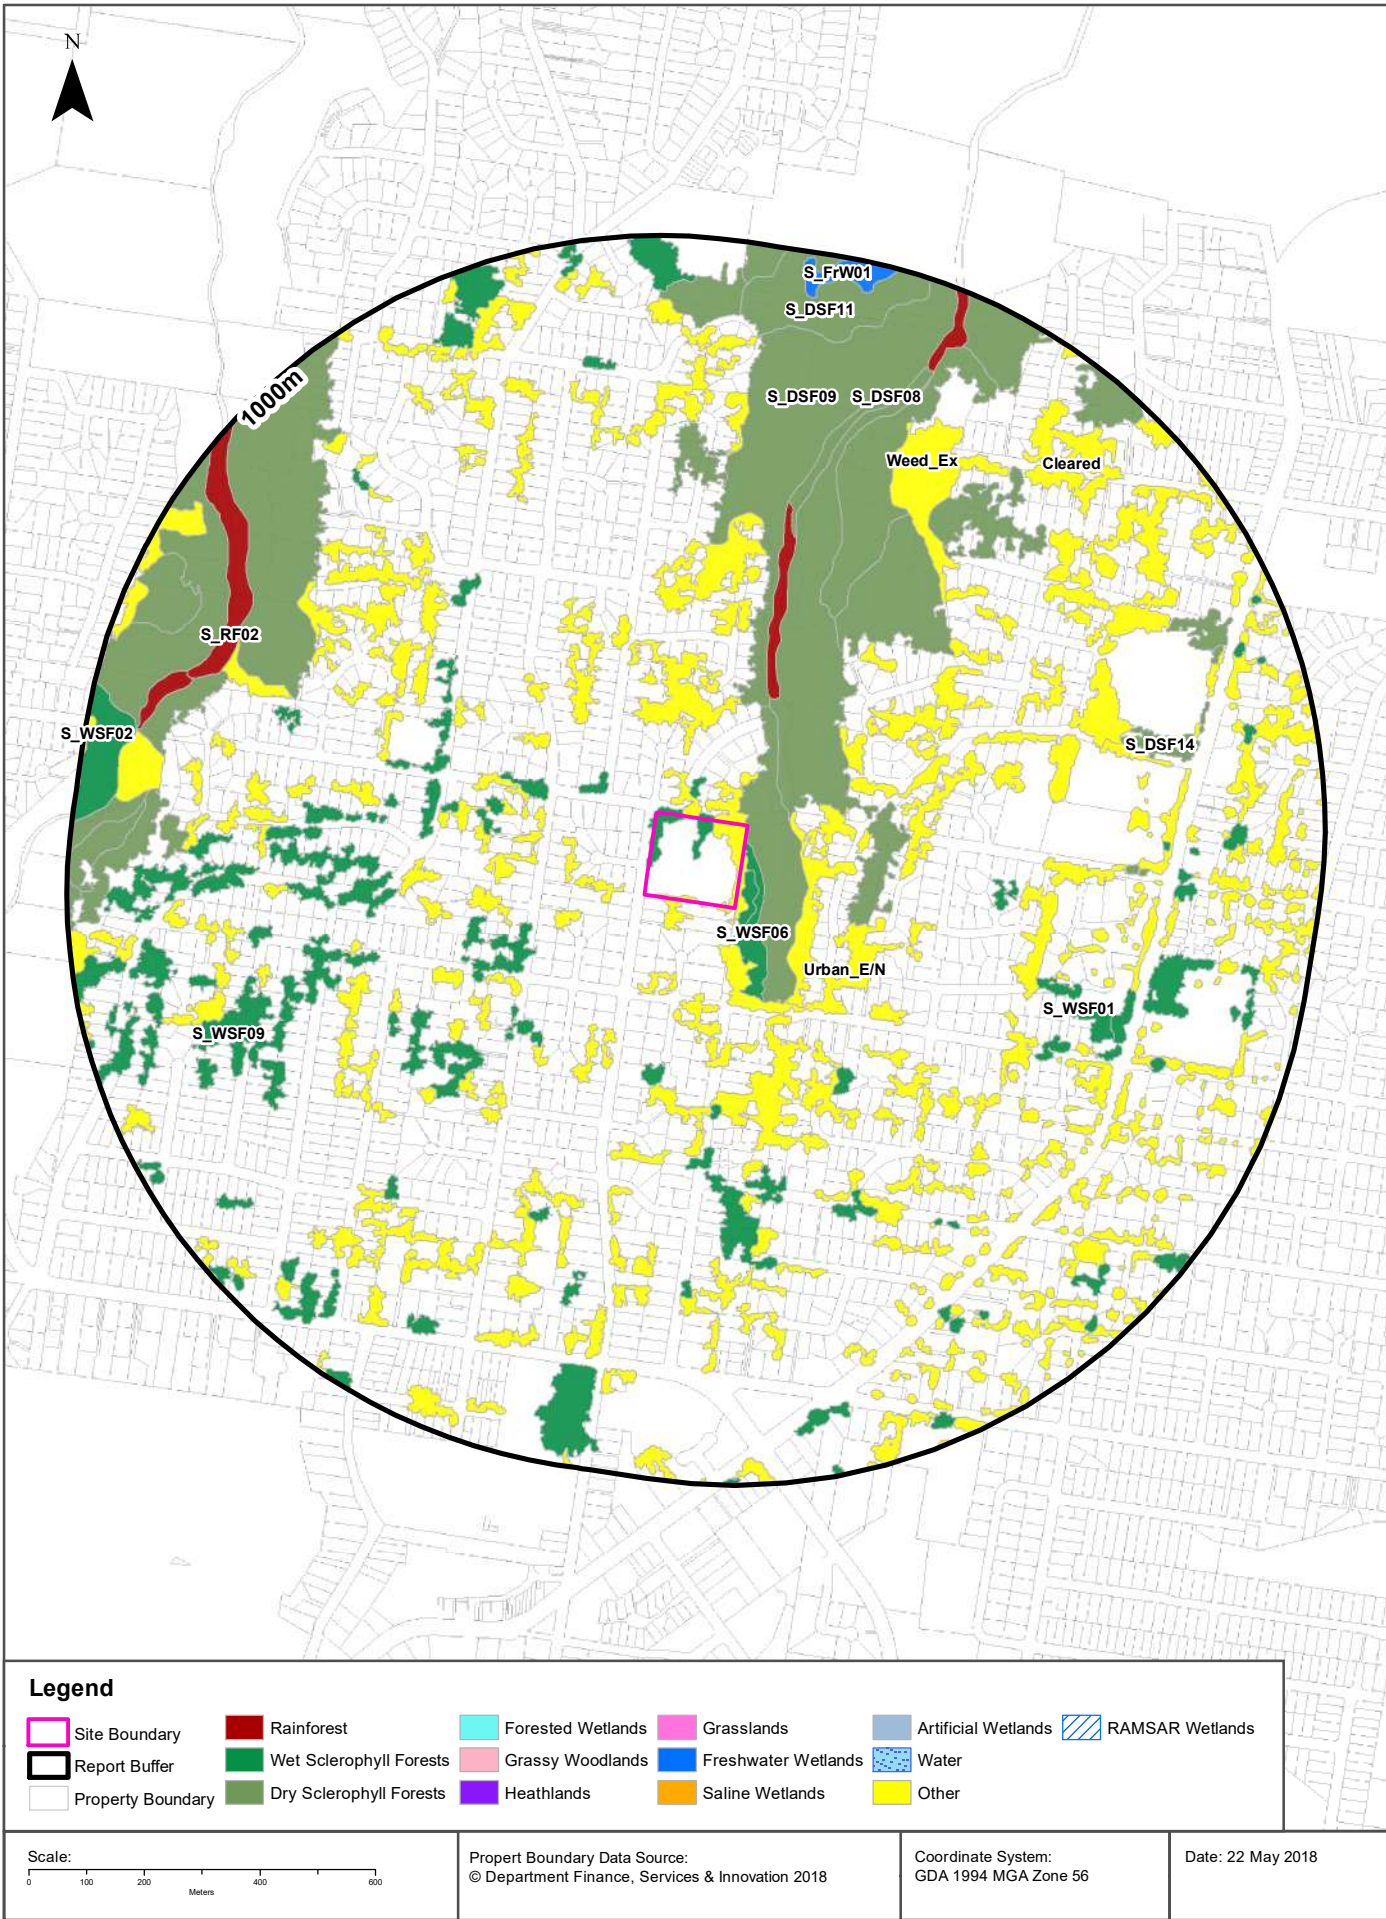 N
1000m
S_FrW01
S_DSF11
S_DSF09
S_DSF08
Weed_Ex
Cleared
S_RF02
S_WSF02
S_DSF14
S_WSF06
Urban_E/N
S_WSF01
S_WSF09
Legend
Site Boundary
Report Buffer
Property Boundary
Rainforest
Wet Sclerophyll Forests
Dry Sclerophyll Forests
Forested Wetlands
Grassy Woodlands
Heathlands
Grasslands
Freshwater Wetlands
Saline Wetlands
Artificial Wetlands
Water
Other
RAMSAR Wetlands
Scale:
0 100 200 400 600
Meters
Propert Boundary Data Source:
© Department Finance, Services & Innovation 2018
Coordinate System:
GDA 1994 MGA Zone 56
Date: 22 May 2018